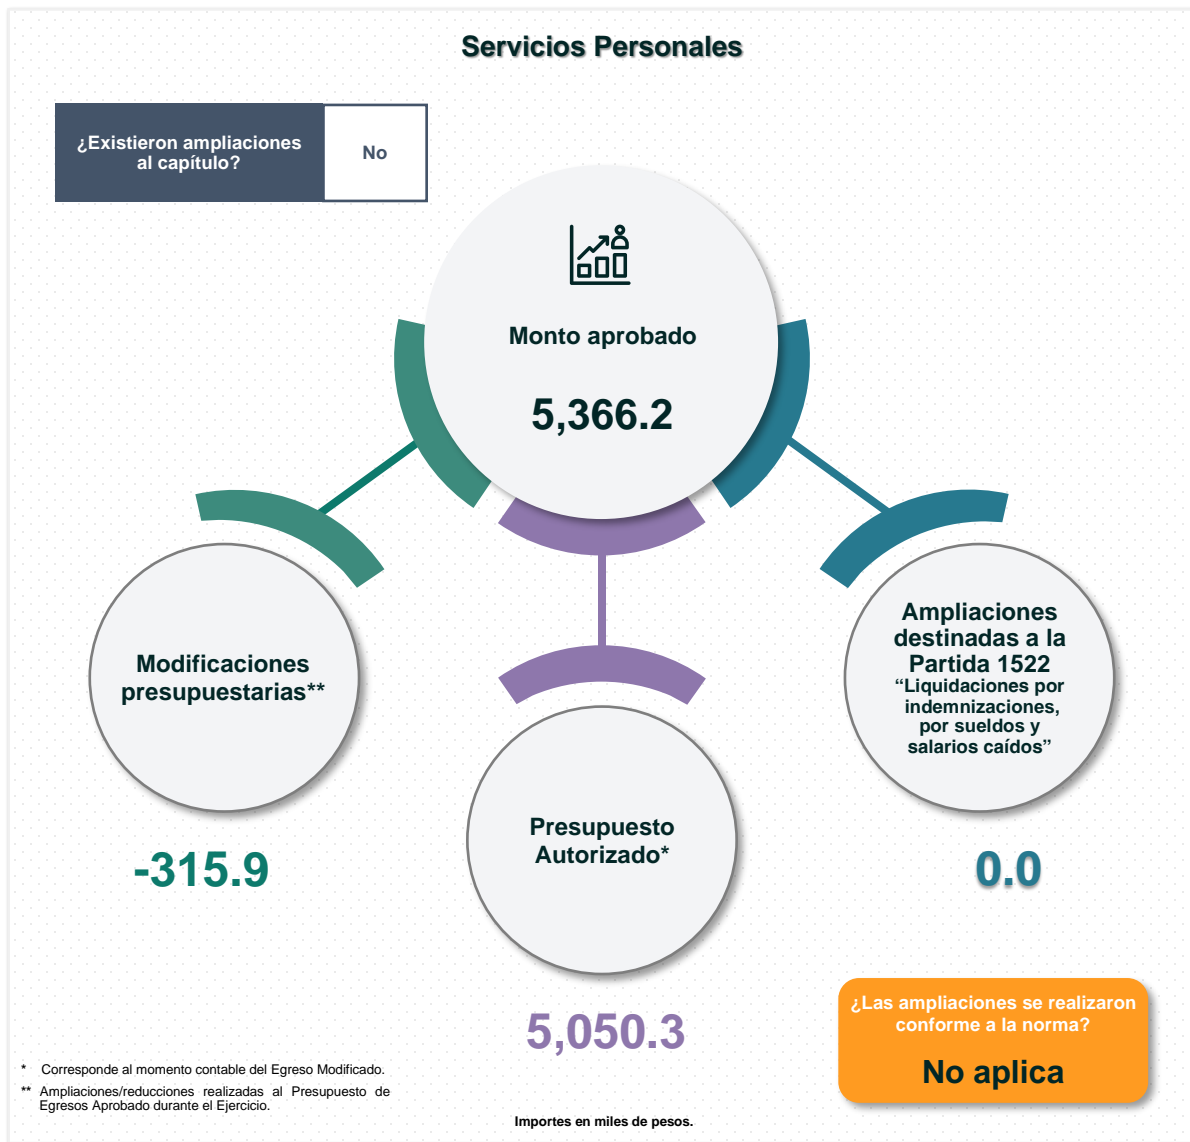 Servicios Personales
¿Existieron ampliaciones
al capítulo?
No
Monto aprobado
5,366.2
Modificaciones
presupuestarias**
-315.9
Presupuesto
Autorizado*
5,050.3
Ampliaciones
destinadas a la
Partida 1522
“Liquidaciones por
indemnizaciones,
por sueldos y
salarios caídos”
0.0
¿Las ampliaciones se realizaron
conforme a la norma?
No aplica
* Corresponde al momento contable del Egreso Modificado.
** Ampliaciones/reducciones realizadas al Presupuesto de
Egresos Aprobado durante el Ejercicio.
Importes en miles de pesos.